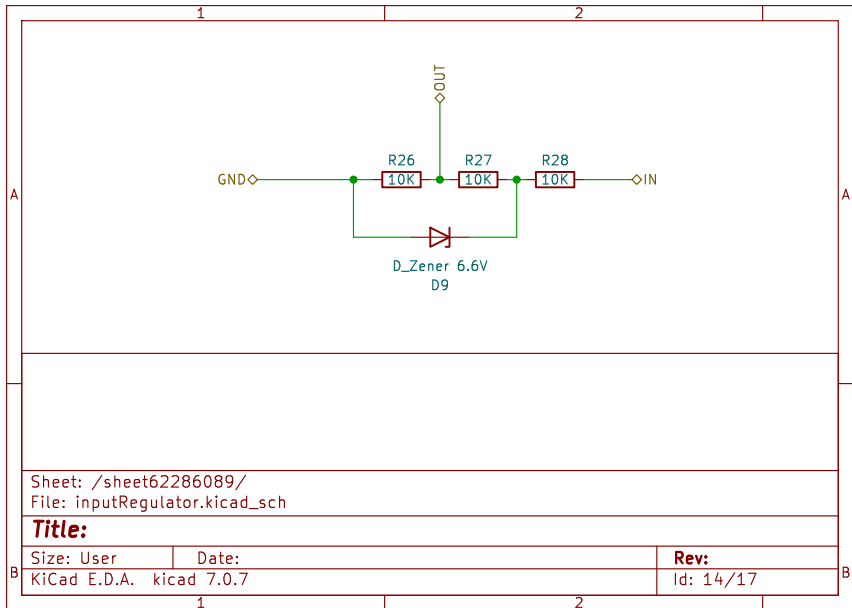 1 2
OUT
R26 R27 R28
GND 10K 10K 10K IN
A A
D_Zener 6.6V
D9
Sheet: /sheet62286089/
File: inputRegulator.kicad_sch
Title:
Size: User Date: Rev:
B B
KiCad E.D.A. kicad 7.0.7 Id: 14/17
1 2